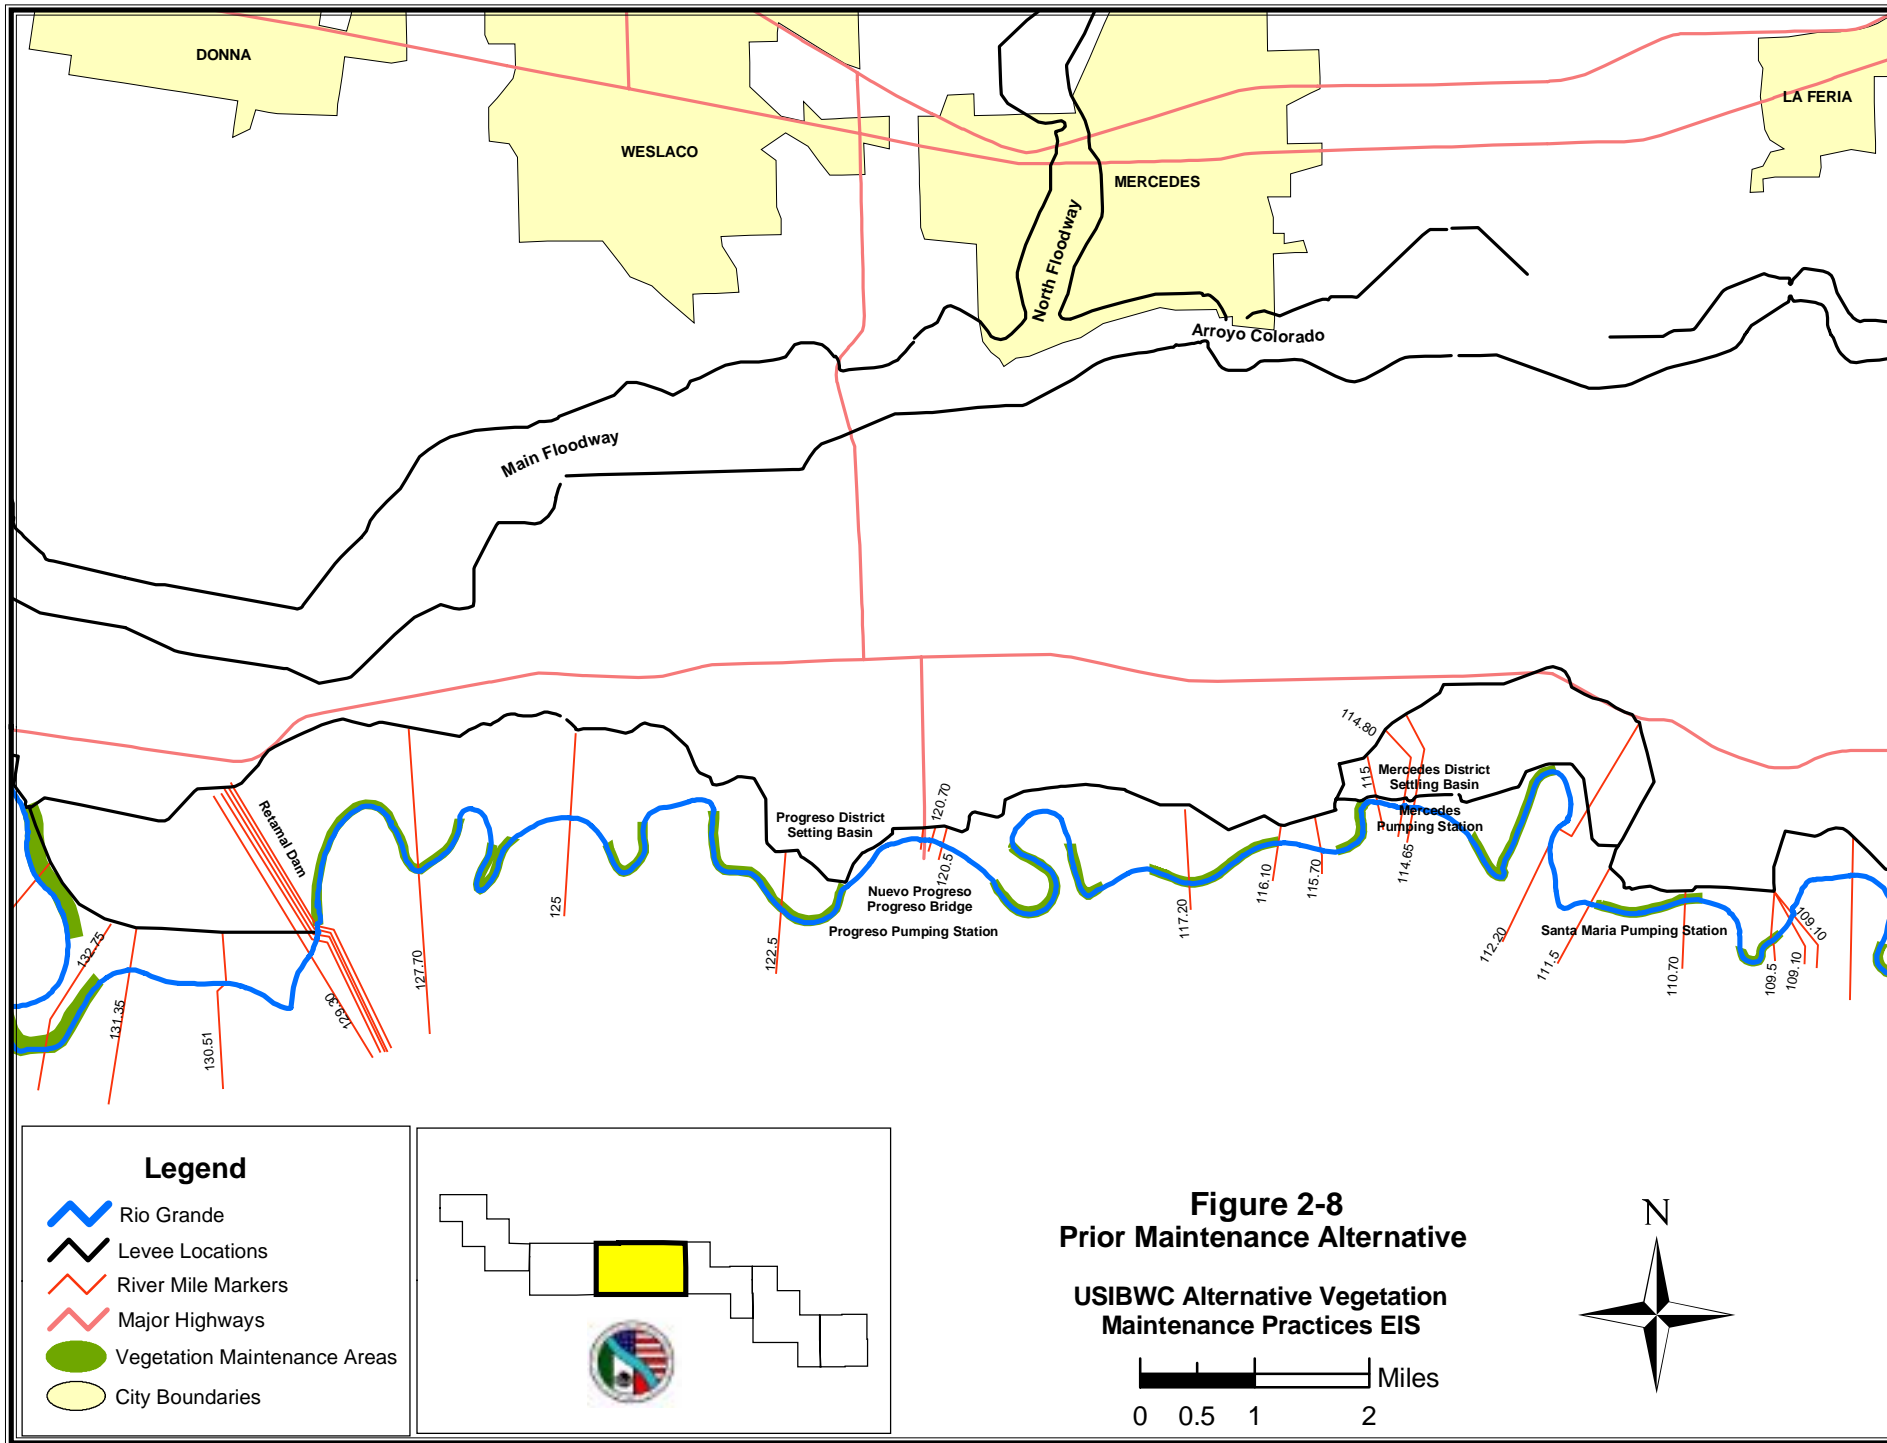 DONNA
WESLACO
MERCEDES
LA FERIA
North Floodway
Arroyo Colorado
Main Floodway
Retamal Dam
Progreso District
Setting Basin
120.70
120.5
Nuevo Progreso
Progreso Bridge
Progreso Pumping Station
114.80
115
Mercedes District
Settling Basin
Mercedes
Pumping Station
114.65
Santa Maria Pumping Station
132.75
131.35
130.51
129.30
127.70
125
122.5
117.20
116.10
115.70
112.20
111.5
110.70
109.5
109.10
109.10
Legend
Rio Grande
Levee Locations
River Mile Markers
Major Highways
Vegetation Maintenance Areas
City Boundaries
Figure 2-8
Prior Maintenance Alternative
USIBWC Alternative Vegetation
Maintenance Practices EIS
Miles
0 0.5 1 2
N